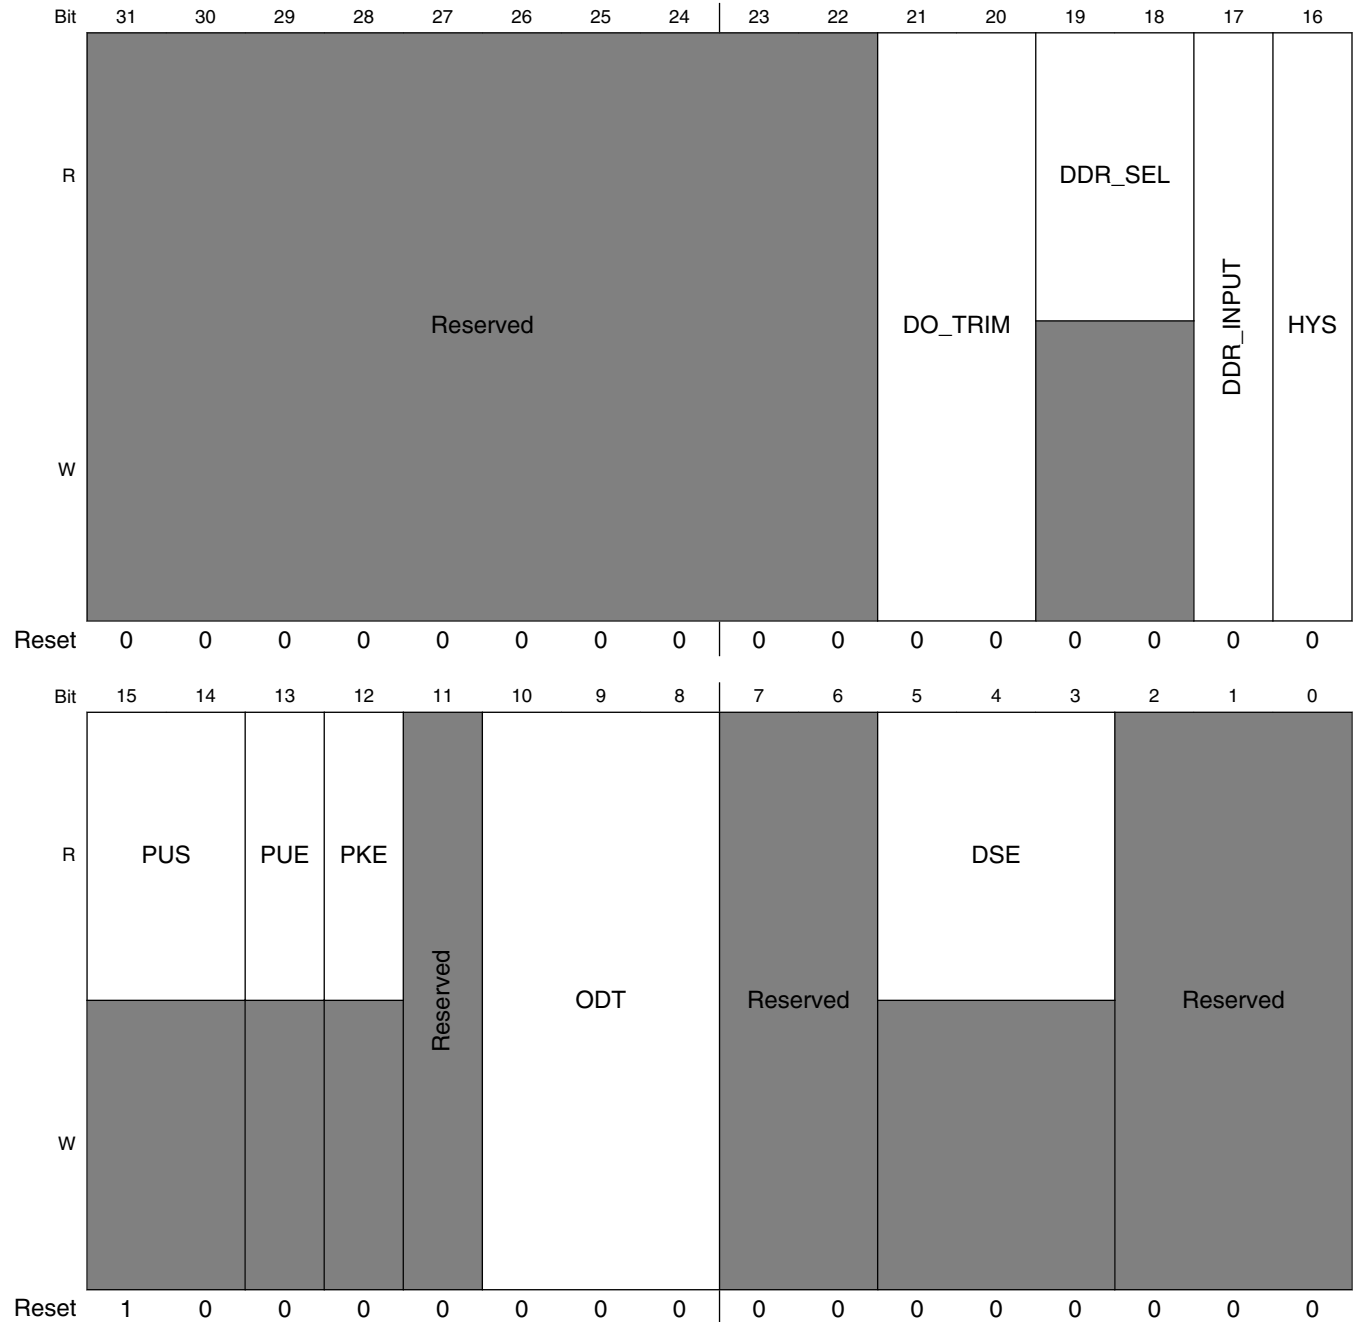 Bit 31 30 29 28 27 26 25 24 23 22 21 20 19 18 17 16
R
DDR_SEL
Reserved
DO_TRIM
DDR_INPUT
HYS
W
Reset 0 0 0 0 0 0 0 0 0 0 0 0 0 0 0 0
Bit 15 14 13 12 11 10 9 8 7 6 5 4 3 2 1 0
R PUS PUE PKE DSE
Reserved
ODT
Reserved
Reserved
W
Reset 1 0 0 0 0 0 0 0 0 0 0 0 0 0 0 0